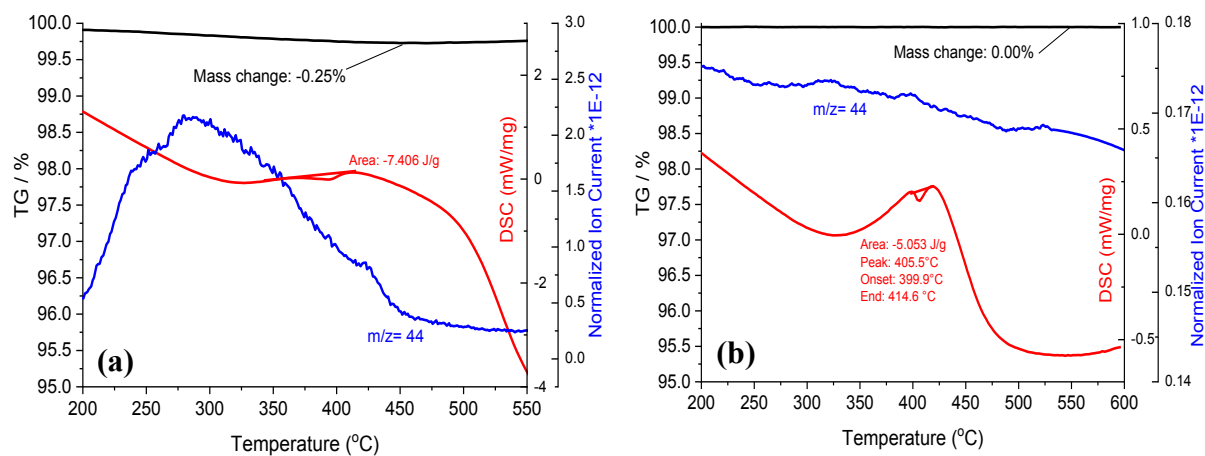 100.0
99.5
99.0
98.5
98.0
97.5
97.0
96.5
96.0
95.5
95.0
TG / %
200 250 300 350 400 450 500 550
Temperature (°C)
Mass change: -0.25%
Area: -7.406 J/g
m/z= 44
(a)
2
0
-2
-4
DSC (mW/mg)
3.0
2.5
2.0
1.5
1.0
0.5
0.0
Normalized Ion Current *1E-12
100.0
99.5
99.0
98.5
98.0
97.5
97.0
96.5
96.0
95.5
95.0
TG / %
200 250 300 350 400 450 500 550 600
Temperature (°C)
Mass change: 0.00%
m/z= 44
Area: -5.053 J/g
Peak: 405.5°C
Onset: 399.9°C
End: 414.6 °C
(b)
1.0
0.5
0.0
-0.5
DSC (mW/mg)
0.18
0.17
0.16
0.15
0.14
Normalized Ion Current *1E-12